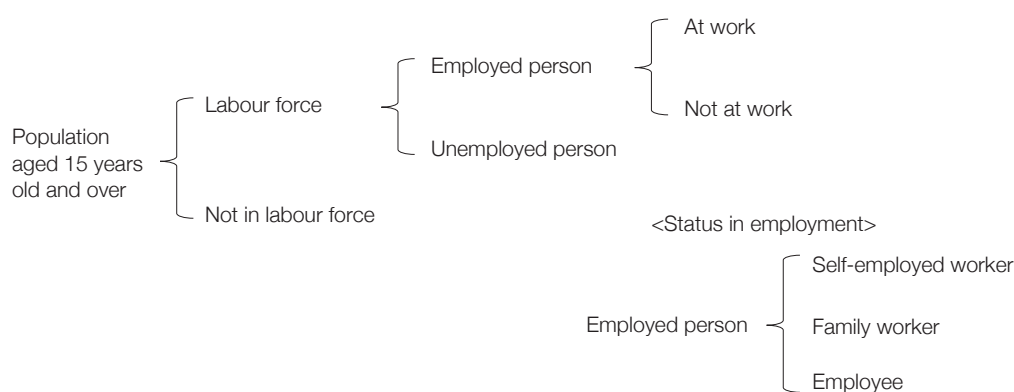 At work
Employed person
Labour force
Not at work
Population
aged 15 years
old and over
Unemployed person
Not in labour force
<Status in employment>
Self-employed worker
Employed person
Family worker
Employee